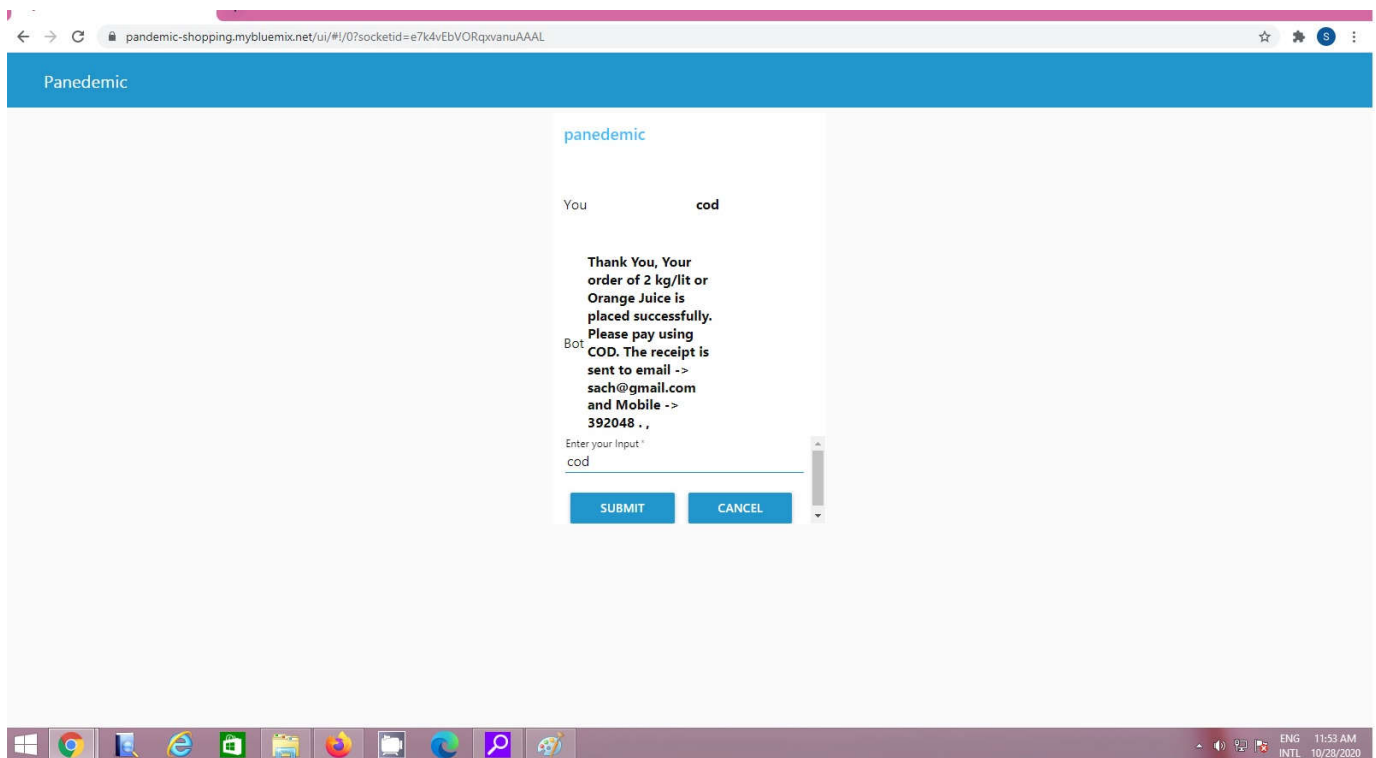 pandemic-shopping.mybluemix.net/ui/#!/0?socketid=e7k4vEbVORqxvanuAAAL
S
Panedemic
panedemic
You cod
Thank You, Your
order of 2 kg/lit or
Orange Juice is
placed successfully.
Please pay using
Bot
COD. The receipt is
sent to email ->
sach@gmail.com
and Mobile ->
392048 . ,
Enter your Input *
cod
SUBMIT CANCEL
ENG 11:53 AM
INTL 10/28/2020